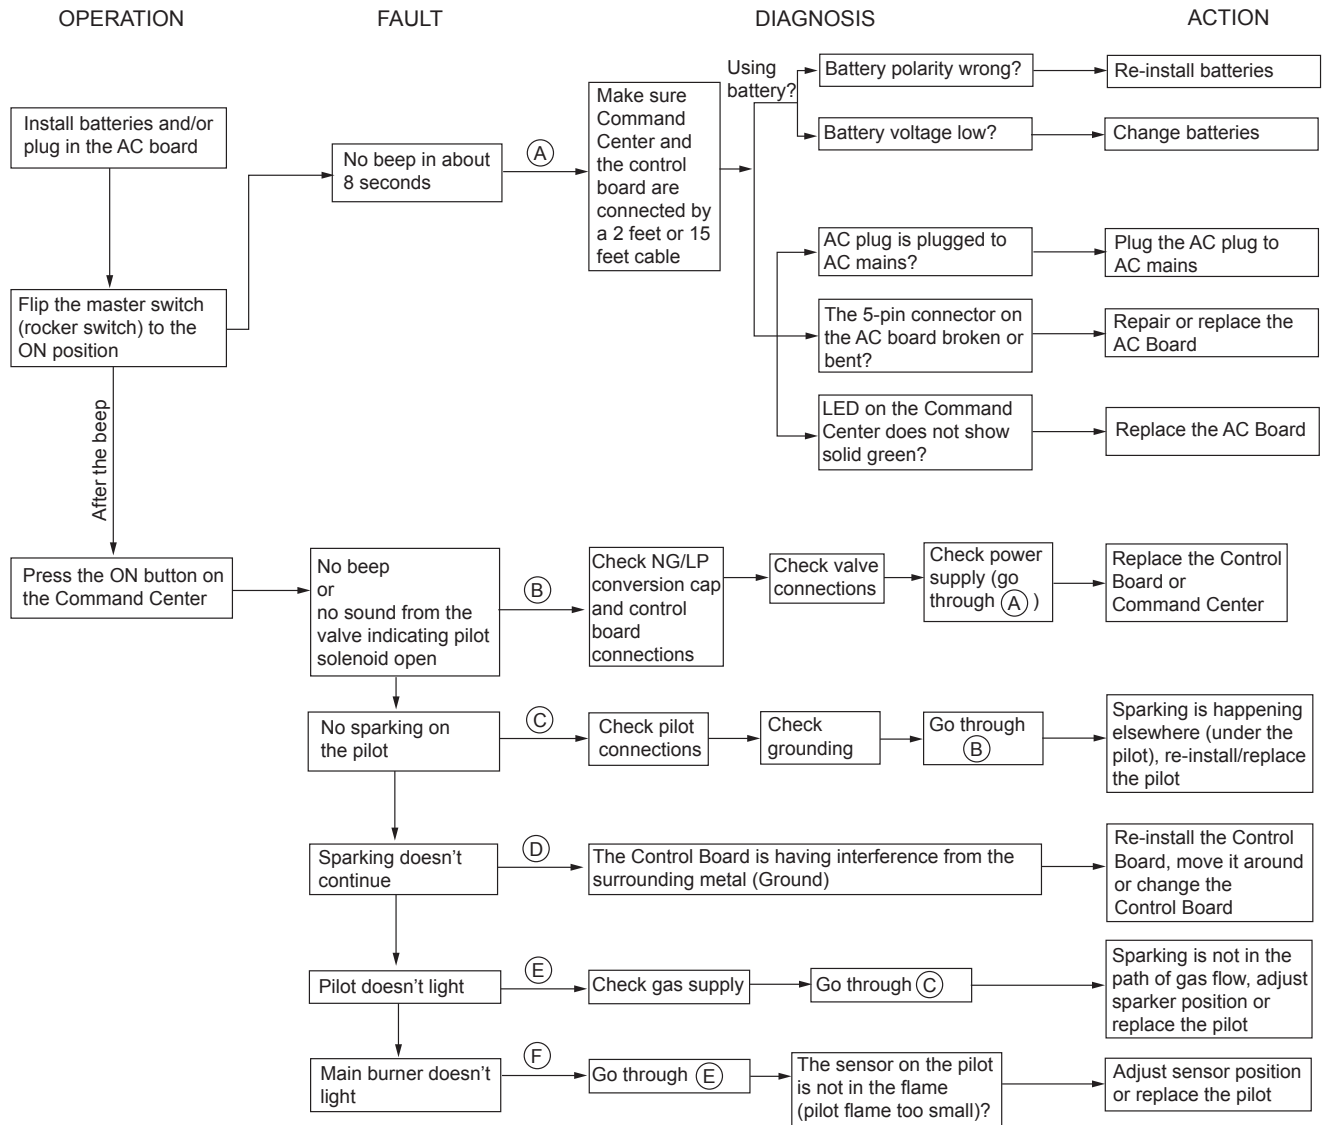 OPERATION
FAULT
DIAGNOSIS
ACTION
Install batteries and/or
plug in the AC board
Flip the master switch
(rocker switch) to the
ON position
After the beep
Press the ON button on
the Command Center
No beep in about
8 seconds
A
Make sure
Command
Center and
the control
board are
connected by
a 2 feet or 15
feet cable
Using
battery?
Battery polarity wrong?
Re-install batteries
Battery voltage low?
Change batteries
AC plug is plugged to
AC mains?
Plug the AC plug to
AC mains
The 5-pin connector on
the AC board broken or
bent?
Repair or replace the
AC Board
LED on the Command
Center does not show
solid green?
Replace the AC Board
No beep
or
no sound from the
valve indicating pilot
solenoid open
B
Check NG/LP
conversion cap
and control
board
connections
Check valve
connections
Check power
supply (go
through A )
Replace the Control
Board or
Command Center
No sparking on
the pilot
C
Check pilot
connections
Check
grounding
Go through
B
Sparking is happening
elsewhere (under the
pilot), re-install/replace
the pilot
Sparking doesn't
continue
D
The Control Board is having interference from the
surrounding metal (Ground)
Re-install the Control
Board, move it around
or change the
Control Board
Pilot doesn't light
E
Check gas supply
Go through C
Sparking is not in the
path of gas flow, adjust
sparker position or
replace the pilot
Main burner doesn't
light
F
Go through E
The sensor on the pilot
is not in the flame
(pilot flame too small)?
Adjust sensor position
or replace the pilot